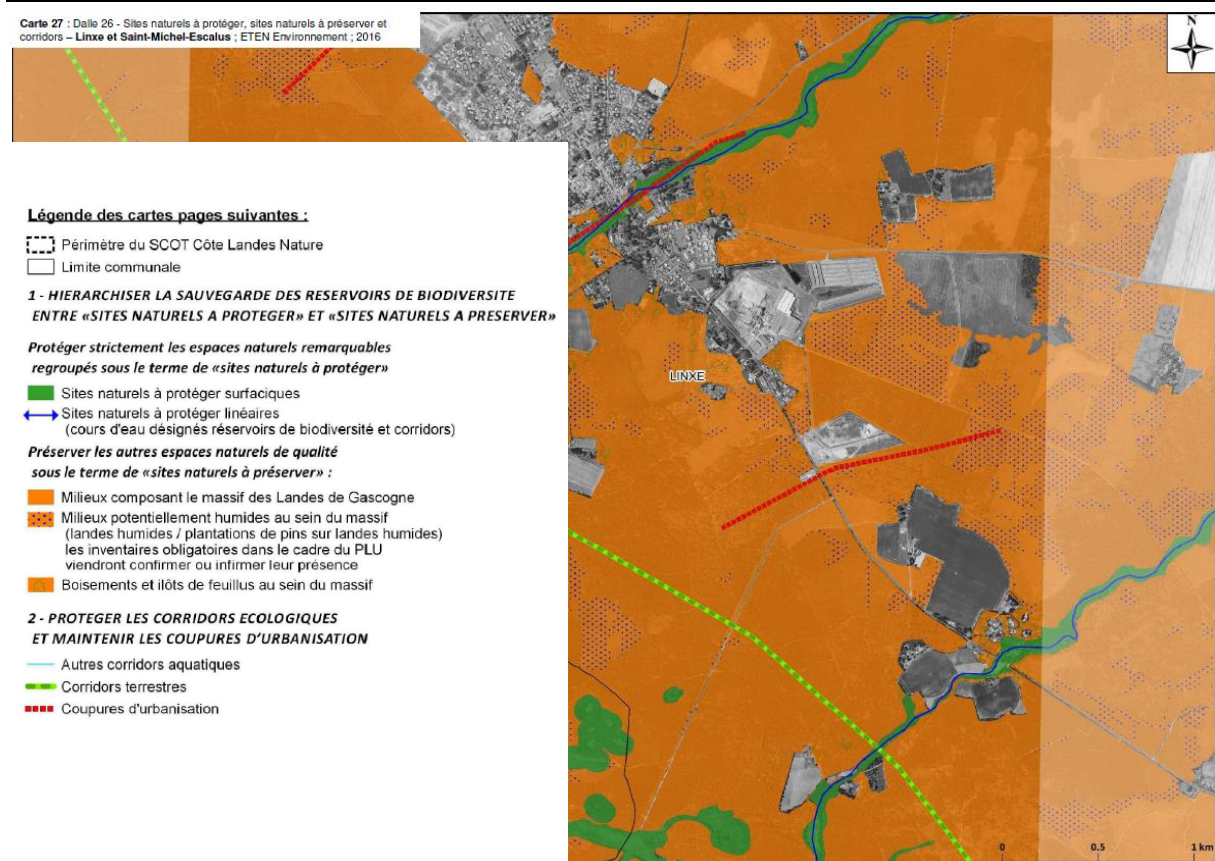 Carte 27 : Dalle 26 - Sites naturels à protéger, sites naturels à préserver et
corridors – Linxe et Saint-Michel-Escalus ; ETEN Environnement ; 2016
N
Légende des cartes pages suivantes :
Périmètre du SCOT Côte Landes Nature
Limite communale
1 - HIERARCHISER LA SAUVEGARDE DES RESERVOIRS DE BIODIVERSITE
ENTRE «SITES NATURELS A PROTEGER» ET «SITES NATURELS A PRESERVER»
Protéger strictement les espaces naturels remarquables
regroupés sous le terme de «sites naturels à protéger»
Sites naturels à protéger surfaciques
Sites naturels à protéger linéaires
(cours d'eau désignés réservoirs de biodiversité et corridors)
Préserver les autres espaces naturels de qualité
sous le terme de «sites naturels à préserver» :
Milieux composant le massif des Landes de Gascogne
Milieux potentiellement humides au sein du massif
(landes humides / plantations de pins sur landes humides)
les inventaires obligatoires dans le cadre du PLU
viendront confirmer ou infirmer leur présence
Boisements et ilôts de feuillus au sein du massif
2 - PROTEGER LES CORRIDORS ECOLOGIQUES
ET MAINTENIR LES COUPURES D'URBANISATION
Autres corridors aquatiques
Corridors terrestres
Coupures d'urbanisation
LINXE
0 0.5 1 km